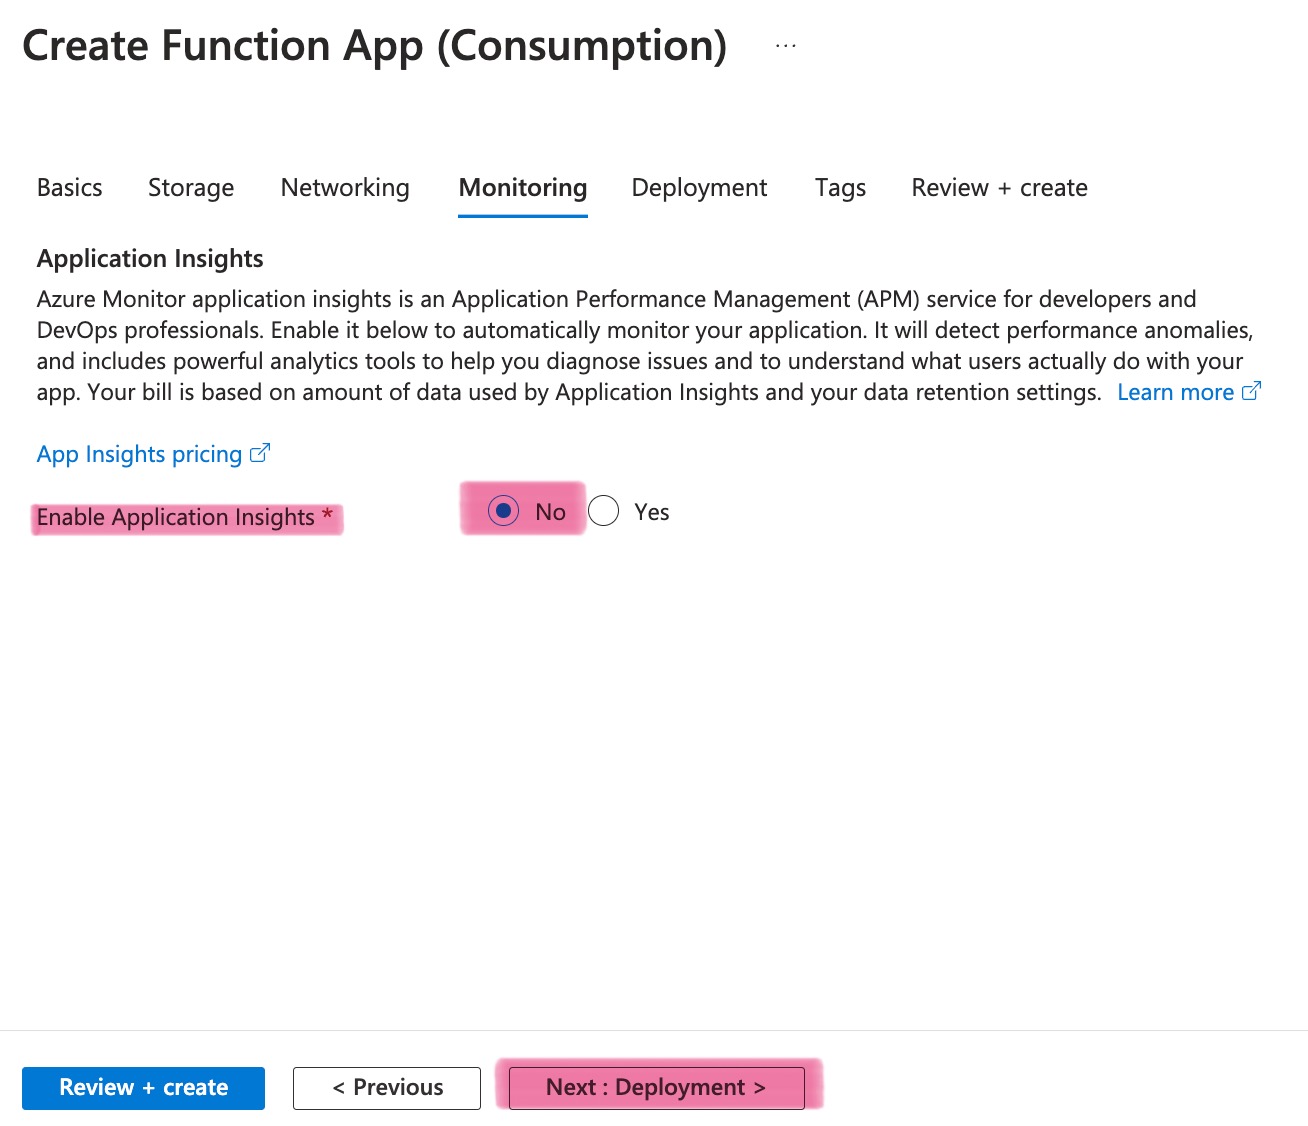 Create Function App (Consumption) ...
Basics Storage Networking Monitoring Deployment Tags Review + create
Application Insights
Azure Monitor application insights is an Application Performance Management (APM) service for developers and
DevOps professionals. Enable it below to automatically monitor your application. It will detect performance anomalies,
and includes powerful analytics tools to help you diagnose issues and to understand what users actually do with your
app. Your bill is based on amount of data used by Application Insights and your data retention settings. Learn more
App Insights pricing
Enable Application Insights * No Yes
Review + create < Previous Next : Deployment >